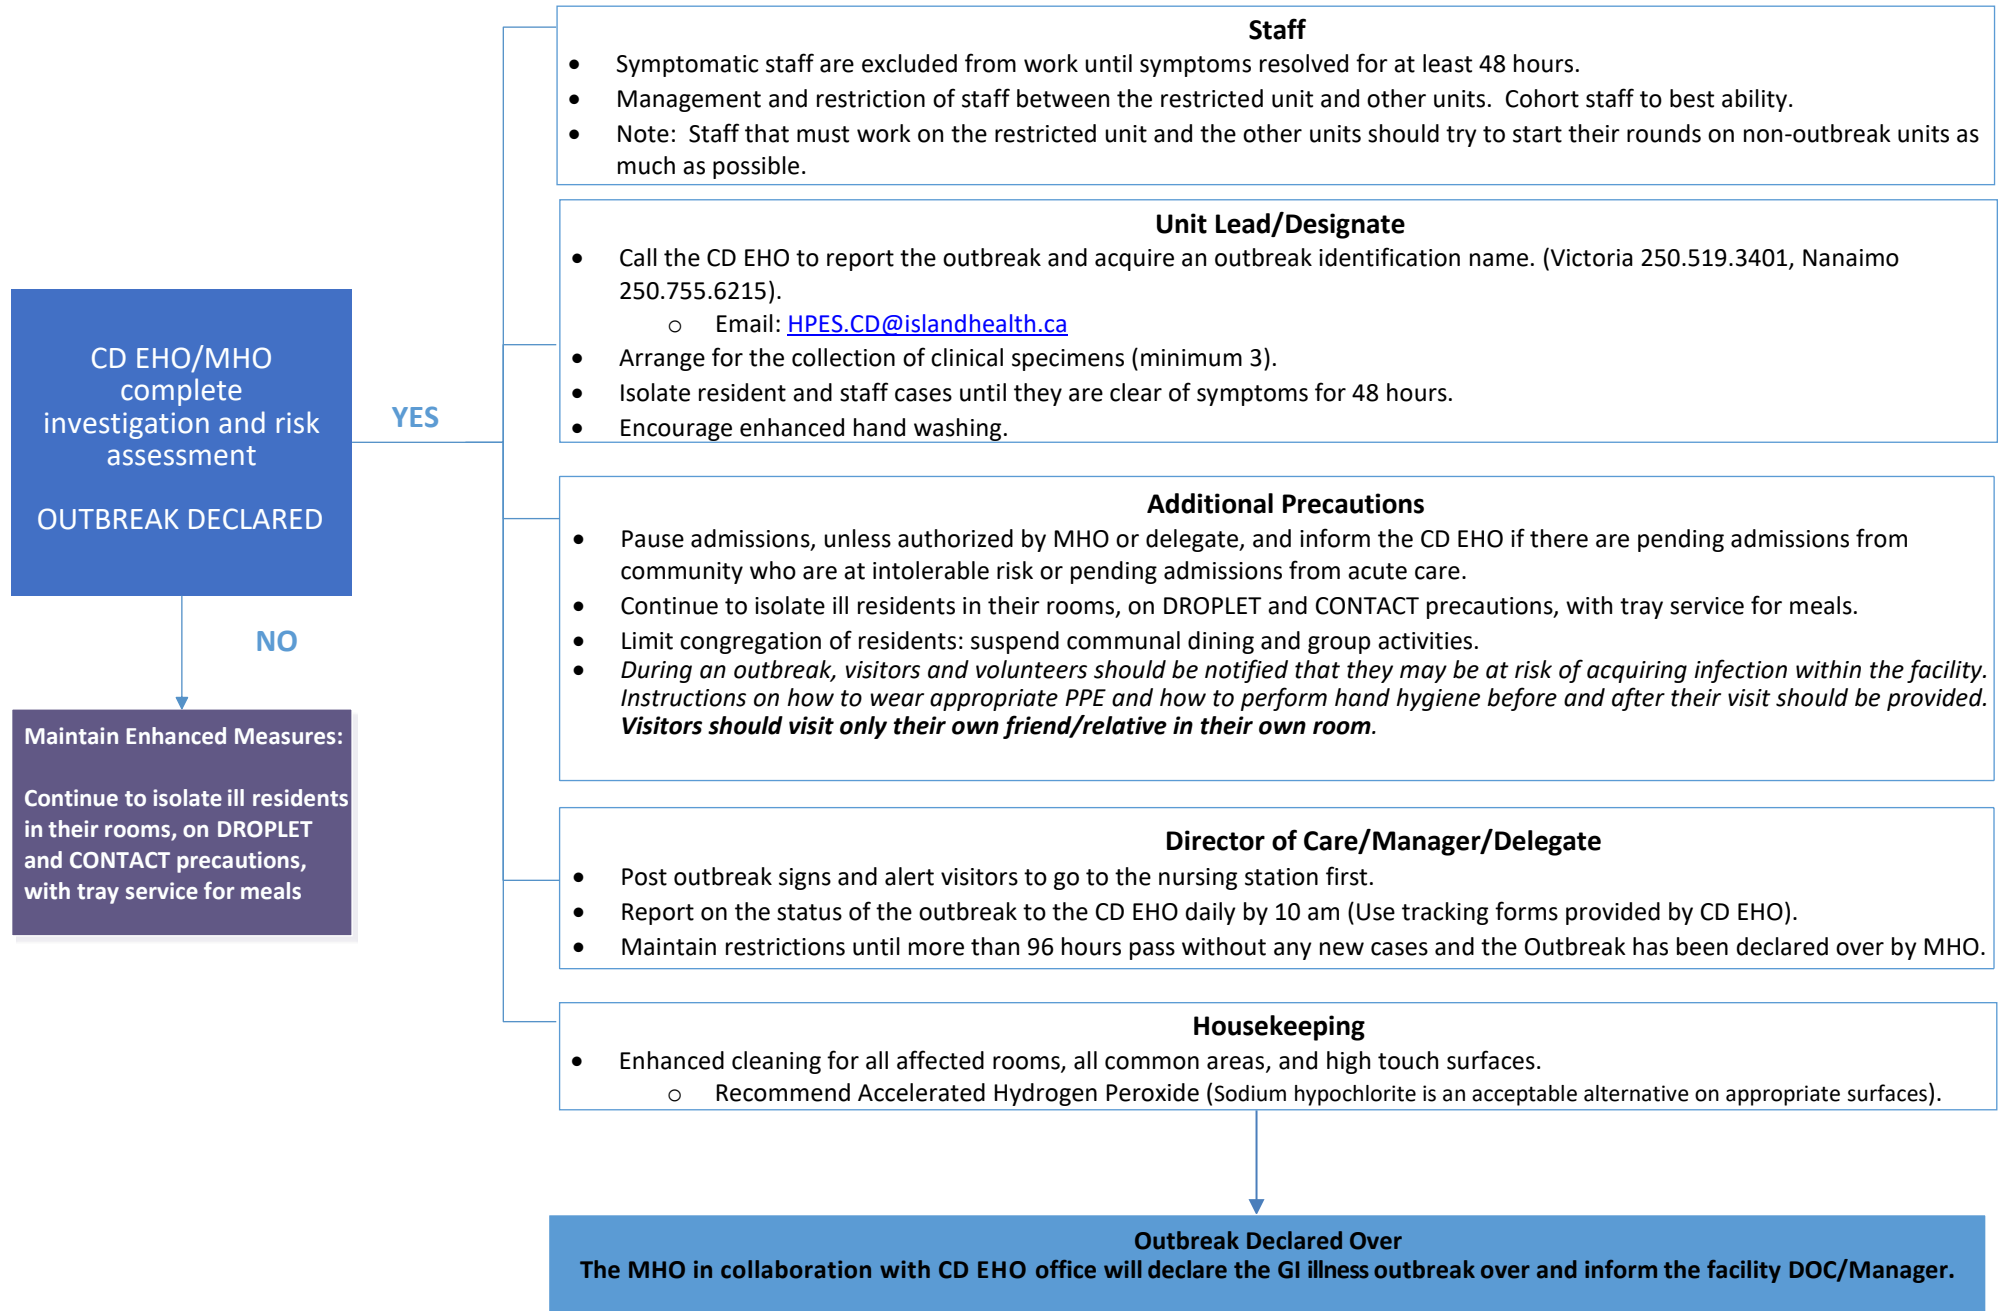 CD EHO/MHO
complete
investigation and risk
assessment
OUTBREAK DECLARED
YES
NO
Maintain Enhanced Measures:
Continue to isolate ill residents
in their rooms, on DROPLET
and CONTACT precautions,
with tray service for meals
Staff
• Symptomatic staff are excluded from work until symptoms resolved for at least 48 hours.
• Management and restriction of staff between the restricted unit and other units. Cohort staff to best ability.
• Note: Staff that must work on the restricted unit and the other units should try to start their rounds on non-outbreak units as
much as possible.
Unit Lead/Designate
• Call the CD EHO to report the outbreak and acquire an outbreak identification name. (Victoria 250.519.3401, Nanaimo
250.755.6215).
o Email: HPES.CD@islandhealth.ca
• Arrange for the collection of clinical specimens (minimum 3).
• Isolate resident and staff cases until they are clear of symptoms for 48 hours.
• Encourage enhanced hand washing.
Additional Precautions
• Pause admissions, unless authorized by MHO or delegate, and inform the CD EHO if there are pending admissions from
community who are at intolerable risk or pending admissions from acute care.
• Continue to isolate ill residents in their rooms, on DROPLET and CONTACT precautions, with tray service for meals.
• Limit congregation of residents: suspend communal dining and group activities.
• During an outbreak, visitors and volunteers should be notified that they may be at risk of acquiring infection within the facility.
Instructions on how to wear appropriate PPE and how to perform hand hygiene before and after their visit should be provided.
Visitors should visit only their own friend/relative in their own room.
Director of Care/Manager/Delegate
• Post outbreak signs and alert visitors to go to the nursing station first.
• Report on the status of the outbreak to the CD EHO daily by 10 am (Use tracking forms provided by CD EHO).
• Maintain restrictions until more than 96 hours pass without any new cases and the Outbreak has been declared over by MHO.
Housekeeping
• Enhanced cleaning for all affected rooms, all common areas, and high touch surfaces.
o Recommend Accelerated Hydrogen Peroxide (Sodium hypochlorite is an acceptable alternative on appropriate surfaces).
Outbreak Declared Over
The MHO in collaboration with CD EHO office will declare the GI illness outbreak over and inform the facility DOC/Manager.